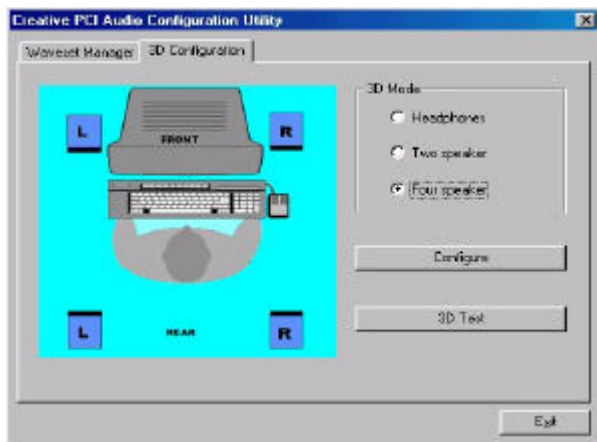 Creative PCI Audio Configuration Utility
Waveset Manager
3D Configuration
L
FRONT
R
L
REAR
R
3D Mode
Headphones
Two speaker
Four speaker
Configure
3D Test
Exit